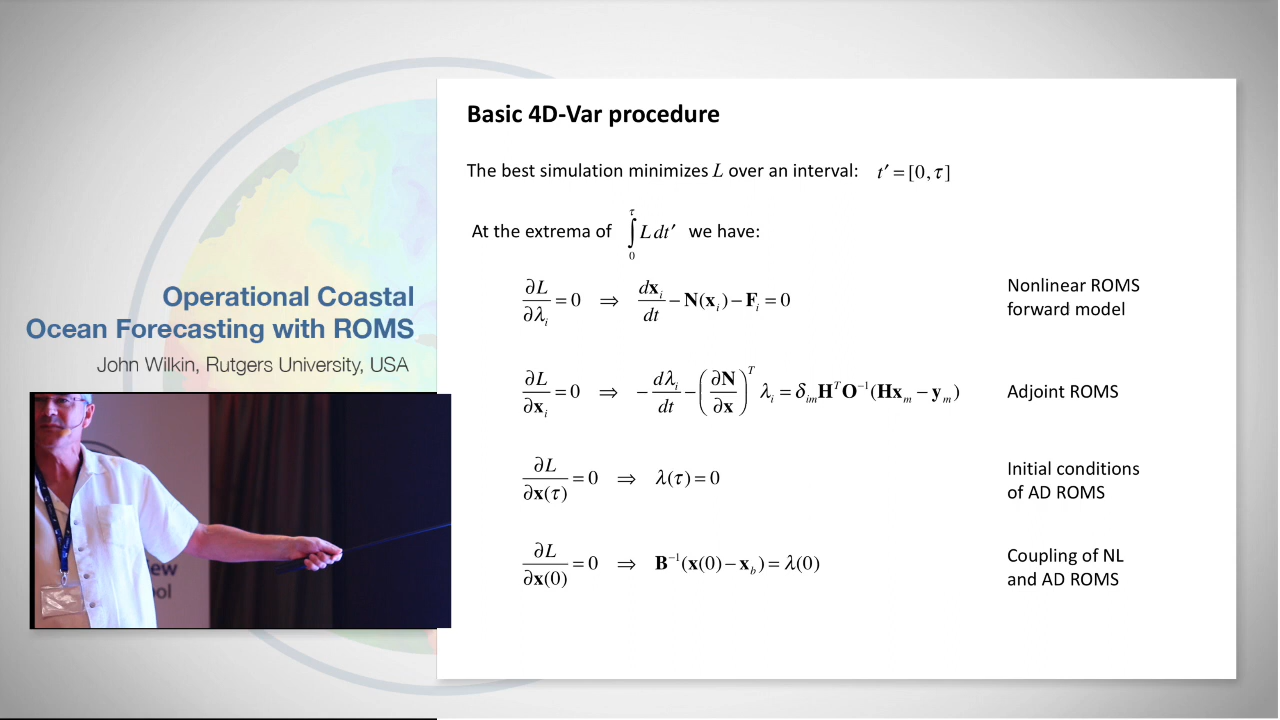 Basic 4D-Var procedure
The best simulation minimizes L over an interval: t′ = [0, τ]
At the extrema of ∫₀^τ L dt′ we have:
∂L/∂λᵢ = 0 ⇒ d𝐱ᵢ/dt − 𝐍(𝐱ᵢ) − 𝐅ᵢ = 0
Nonlinear ROMS
forward model
∂L/∂𝐱ᵢ = 0 ⇒ − dλᵢ/dt − (∂𝐍/∂𝐱)^T λᵢ = δ_im 𝐇^T 𝐎⁻¹(𝐇𝐱_m − 𝐲_m)
Adjoint ROMS
∂L/∂𝐱(τ) = 0 ⇒ λ(τ) = 0
Initial conditions
of AD ROMS
∂L/∂𝐱(0) = 0 ⇒ 𝐁⁻¹(𝐱(0) − 𝐱_b) = λ(0)
Coupling of NL
and AD ROMS
Operational Coastal
Ocean Forecasting with ROMS
John Wilkin, Rutgers University, USA